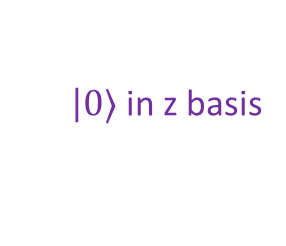 |0⟩ in z basis